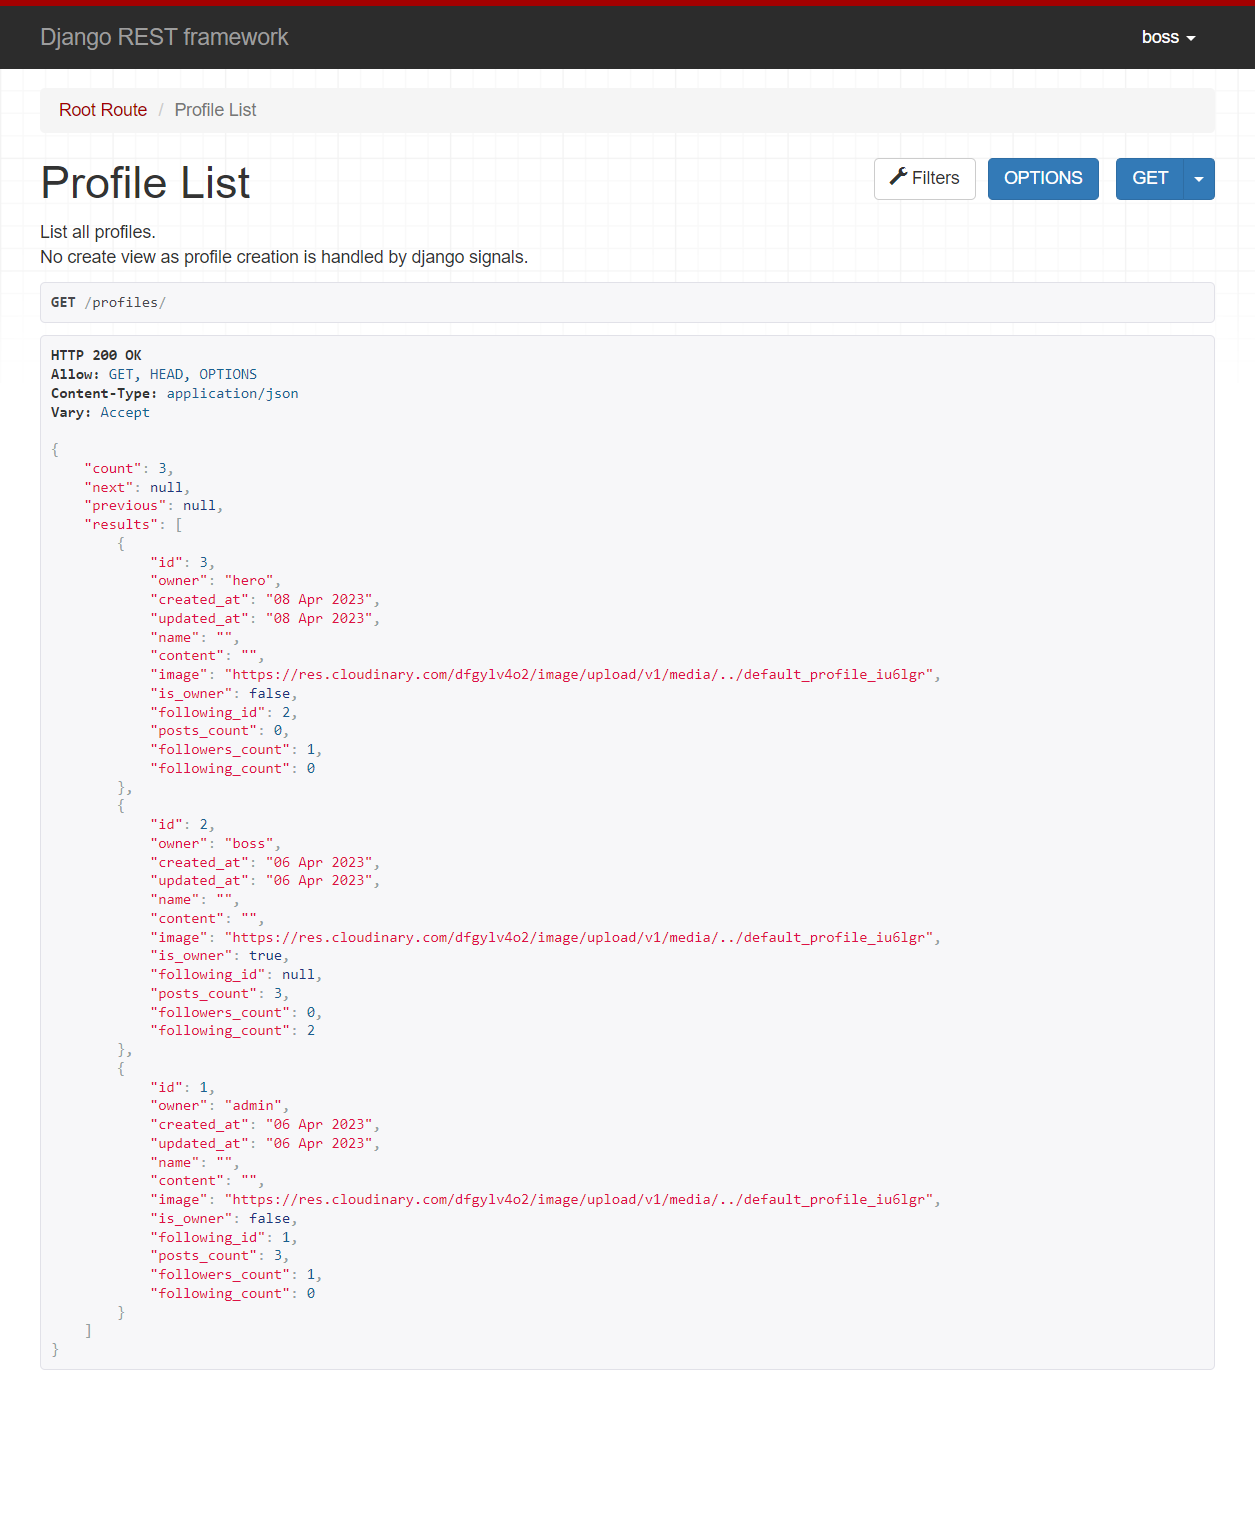 Django REST framework
boss
Root Route / Profile List
Profile List
Filters
OPTIONS
GET
List all profiles.
No create view as profile creation is handled by django signals.
GET /profiles/
HTTP 200 OK
Allow: GET, HEAD, OPTIONS
Content-Type: application/json
Vary: Accept
{
    "count": 3,
    "next": null,
    "previous": null,
    "results": [
        {
            "id": 3,
            "owner": "hero",
            "created_at": "08 Apr 2023",
            "updated_at": "08 Apr 2023",
            "name": "",
            "content": "",
            "image": "https://res.cloudinary.com/dfgylv4o2/image/upload/v1/media/../default_profile_iu6lgr",
            "is_owner": false,
            "following_id": 2,
            "posts_count": 0,
            "followers_count": 1,
            "following_count": 0
        },
        {
            "id": 2,
            "owner": "boss",
            "created_at": "06 Apr 2023",
            "updated_at": "06 Apr 2023",
            "name": "",
            "content": "",
            "image": "https://res.cloudinary.com/dfgylv4o2/image/upload/v1/media/../default_profile_iu6lgr",
            "is_owner": true,
            "following_id": null,
            "posts_count": 3,
            "followers_count": 0,
            "following_count": 2
        },
        {
            "id": 1,
            "owner": "admin",
            "created_at": "06 Apr 2023",
            "updated_at": "06 Apr 2023",
            "name": "",
            "content": "",
            "image": "https://res.cloudinary.com/dfgylv4o2/image/upload/v1/media/../default_profile_iu6lgr",
            "is_owner": false,
            "following_id": 1,
            "posts_count": 3,
            "followers_count": 1,
            "following_count": 0
        }
    ]
}